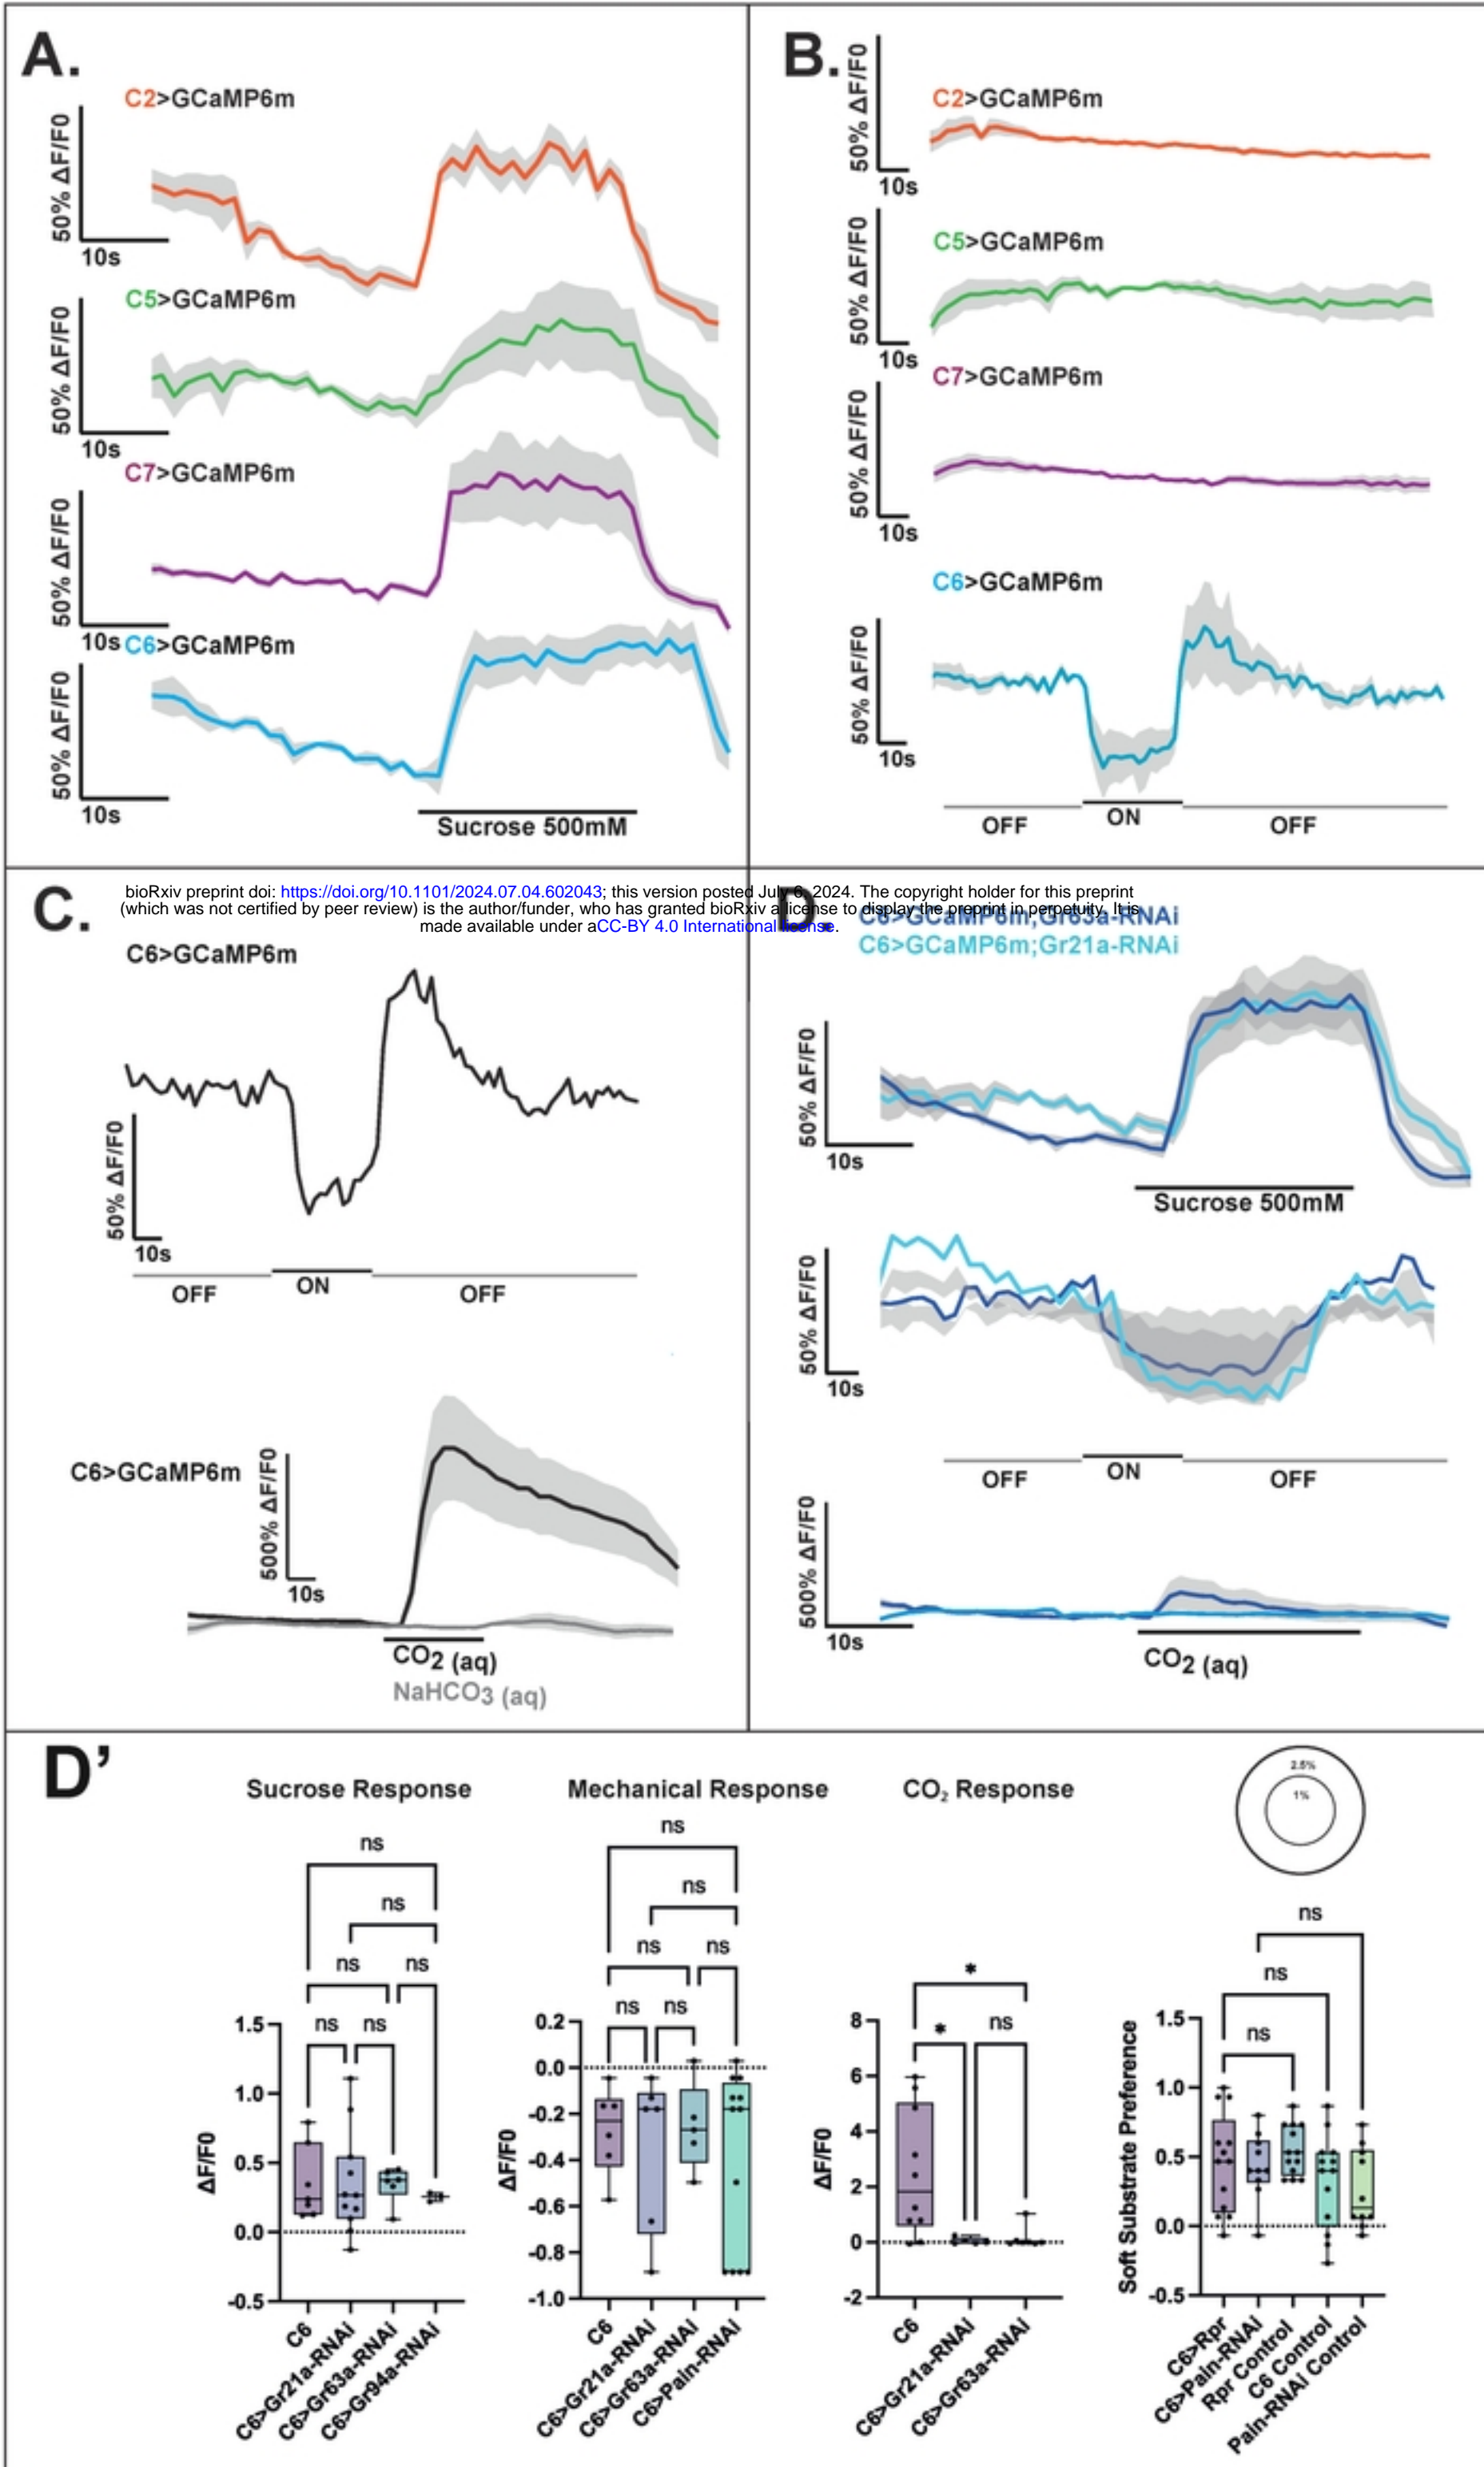 A.
C2>GCaMP6m
50% ΔF/F0
10s
C5>GCaMP6m
50% ΔF/F0
10s
C7>GCaMP6m
50% ΔF/F0
10s
C6>GCaMP6m
50% ΔF/F0
10s
Sucrose 500mM
B.
C2>GCaMP6m
50% ΔF/F0
10s
C5>GCaMP6m
50% ΔF/F0
10s
C7>GCaMP6m
50% ΔF/F0
10s
C6>GCaMP6m
50% ΔF/F0
10s
OFF
ON
OFF
bioRxiv preprint doi: https://doi.org/10.1101/2024.07.04.602043; this version posted July 6, 2024. The copyright holder for this preprint
(which was not certified by peer review) is the author/funder, who has granted bioRxiv a license to display the preprint in perpetuity. It is
made available under aCC-BY 4.0 International license.
C.
C6>GCaMP6m
50% ΔF/F0
10s
OFF
ON
OFF
C6>GCaMP6m
500% ΔF/F0
10s
CO2 (aq)
NaHCO3 (aq)
D.
C6>GCaMP6m;Gr63a-RNAi
C6>GCaMP6m;Gr21a-RNAi
50% ΔF/F0
10s
Sucrose 500mM
50% ΔF/F0
10s
OFF
ON
OFF
500% ΔF/F0
10s
CO2 (aq)
D’
Sucrose Response
ns
ns
ns
ns
ns
ns
ΔF/F0
1.5
1.0
0.5
0.0
-0.5
C6
C6>Gr21a-RNAi
C6>Gr63a-RNAi
C6>Gr94a-RNAi
Mechanical Response
ns
ns
ns
ns
ns
ns
ΔF/F0
0.2
0.0
-0.2
-0.4
-0.6
-0.8
-1.0
C6
C6>Gr21a-RNAi
C6>Gr63a-RNAi
C6>Pain-RNAi
CO2 Response
*
*
ns
ΔF/F0
8
6
4
2
0
-2
C6
C6>Gr21a-RNAi
C6>Gr63a-RNAi
2.5%
1%
ns
ns
ns
Soft Substrate Preference
1.5
1.0
0.5
0.0
-0.5
C6>Rpr
C6>Pain-RNAi
Rpr Control
C6 Control
Pain-RNAi Control